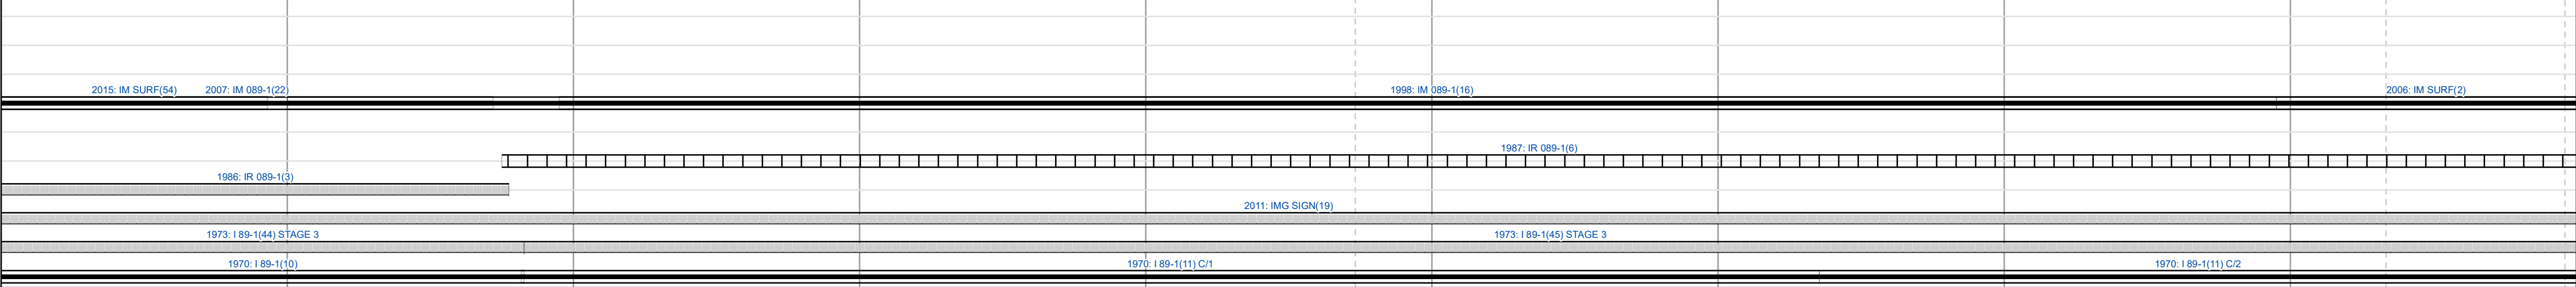 2015: IM SURF(54) 2007: IM 089-1(22) 1998: IM 089-1(16) 2006: IM SURF(2)
1987: IR 089-1(6)
1986: IR 089-1(3)
2011: IMG SIGN(19)
1973: I 89-1(44) STAGE 3 1973: I 89-1(45) STAGE 3
1970: I 89-1(10) 1970: I 89-1(11) C/1 1970: I 89-1(11) C/2